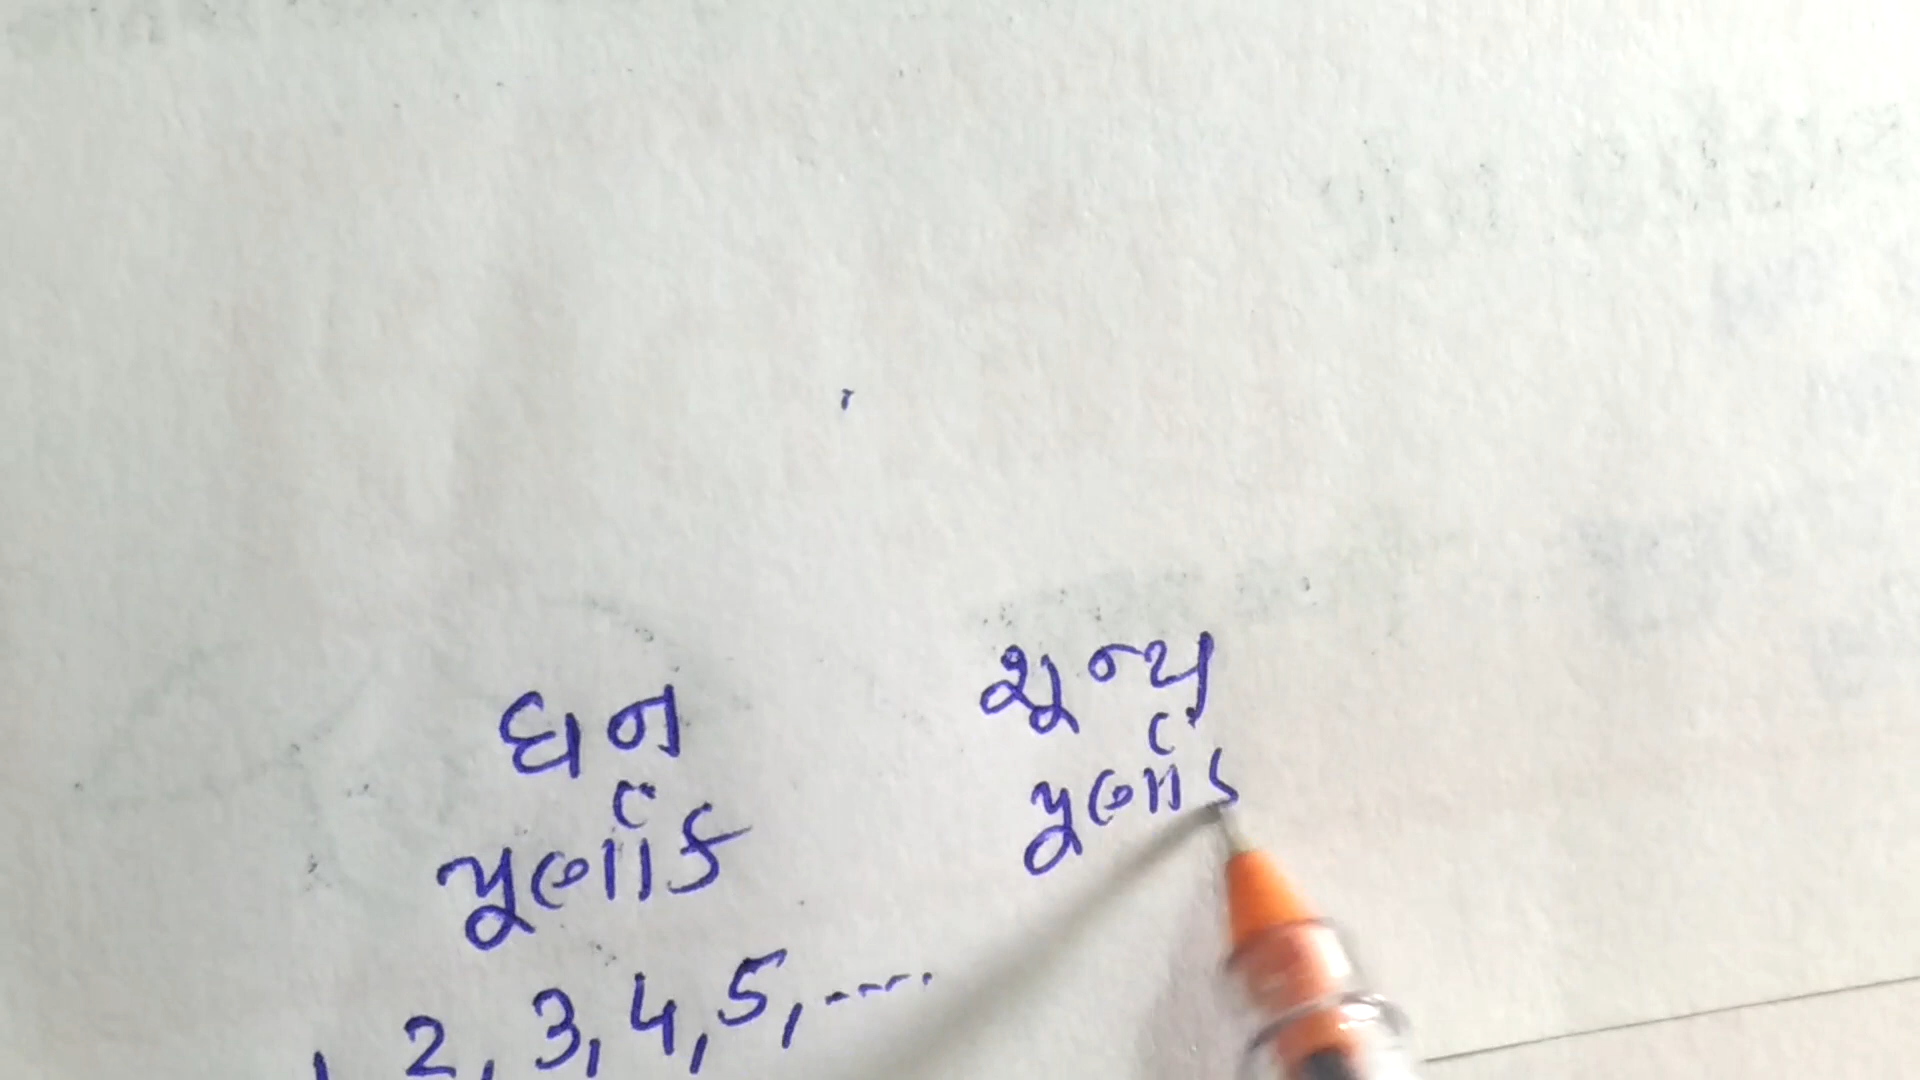 ધન
પૂર્ણાંક
2, 3, 4, 5, ----
શૂન્ય